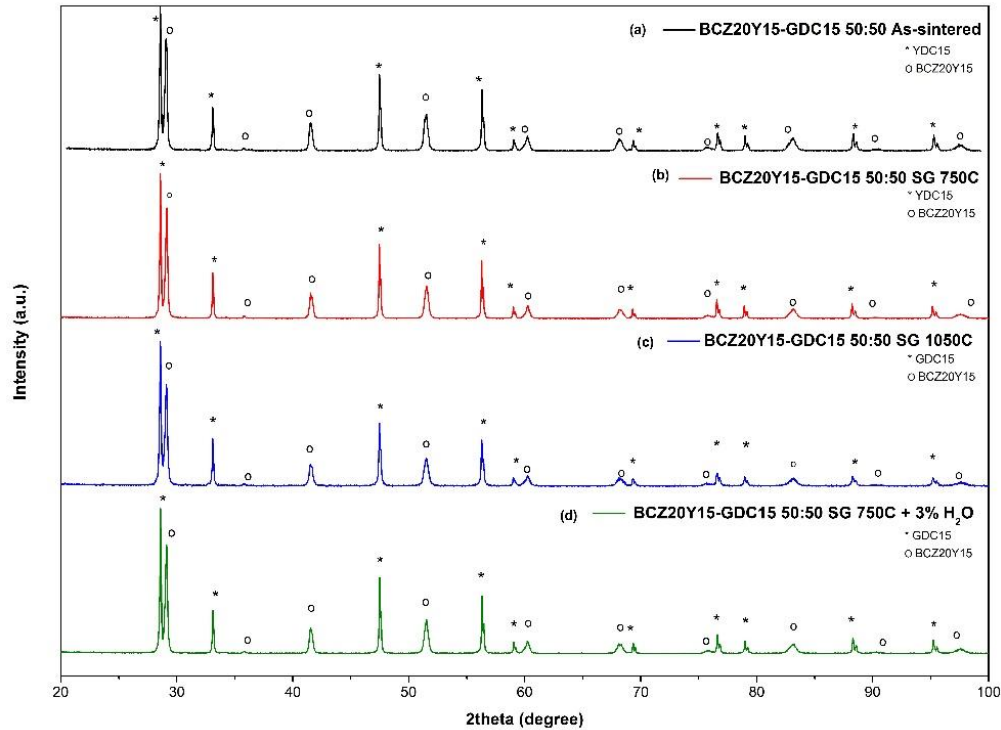 (a) BCZ20Y15-GDC15 50:50 As-sintered
* YDC15
o BCZ20Y15
(b) BCZ20Y15-GDC15 50:50 SG 750C
* YDC15
o BCZ20Y15
(c) BCZ20Y15-GDC15 50:50 SG 1050C
* GDC15
o BCZ20Y15
(d) BCZ20Y15-GDC15 50:50 SG 750C + 3% H₂O
* GDC15
o BCZ20Y15
Intensity (a.u.)
20 30 40 50 60 70 80 90 100
2theta (degree)